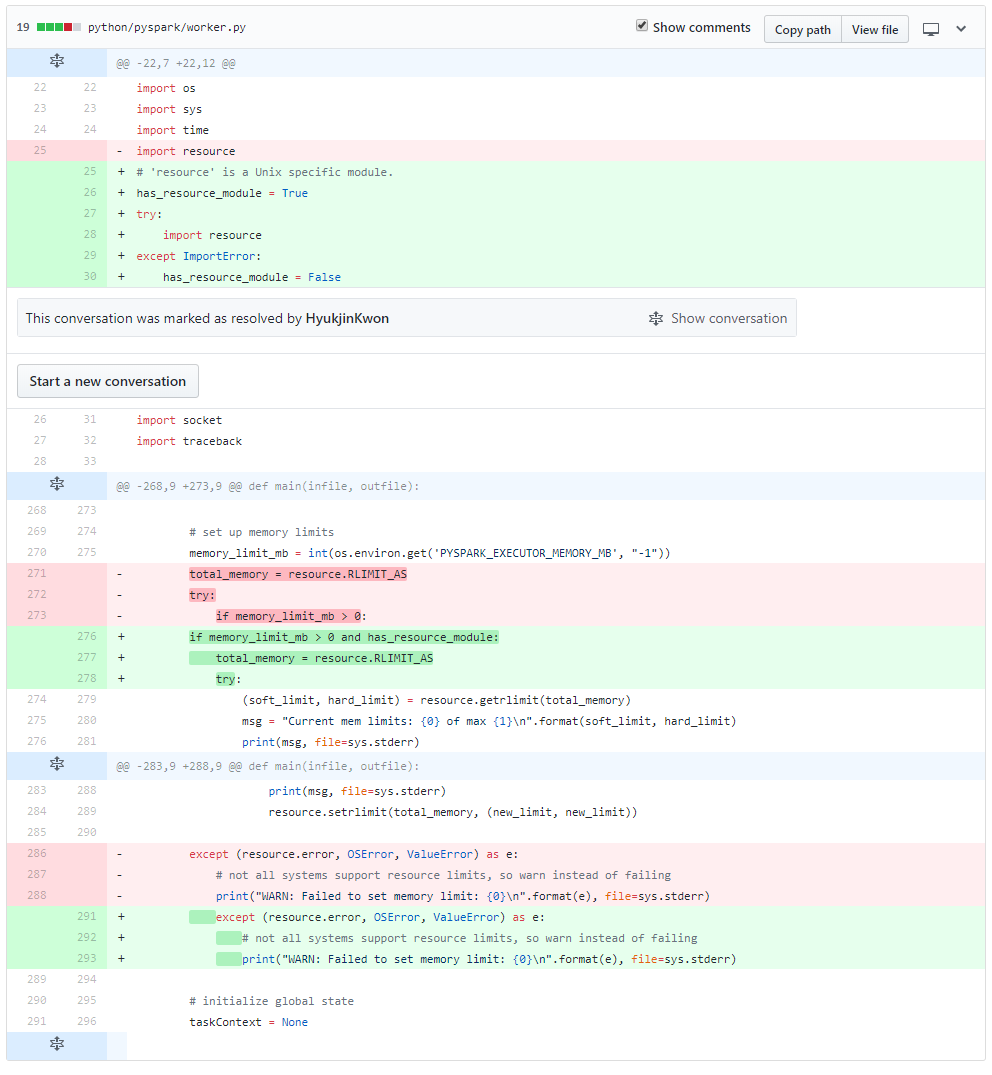 19 python/pyspark/worker.py Show comments Copy path View file
@@ -22,7 +22,12 @@
22 22 import os
23 23 import sys
24 24 import time
25 - import resource
25 + # 'resource' is a Unix specific module.
26 + has_resource_module = True
27 + try:
28 +     import resource
29 + except ImportError:
30 +     has_resource_module = False
This conversation was marked as resolved by HyukjinKwon Show conversation
Start a new conversation
26 31 import socket
27 32 import traceback
28 33
@@ -268,9 +273,9 @@ def main(infile, outfile):
268 273
269 274         # set up memory limits
270 275         memory_limit_mb = int(os.environ.get('PYSPARK_EXECUTOR_MEMORY_MB', "-1"))
271 -         total_memory = resource.RLIMIT_AS
272 -         try:
273 -             if memory_limit_mb > 0:
276 +         if memory_limit_mb > 0 and has_resource_module:
277 +             total_memory = resource.RLIMIT_AS
278 +             try:
274 279                 (soft_limit, hard_limit) = resource.getrlimit(total_memory)
275 280                 msg = "Current mem limits: {0} of max {1}\n".format(soft_limit, hard_limit)
276 281                 print(msg, file=sys.stderr)
@@ -283,9 +288,9 @@ def main(infile, outfile):
283 288                     print(msg, file=sys.stderr)
284 289                     resource.setrlimit(total_memory, (new_limit, new_limit))
285 290
286 -         except (resource.error, OSError, ValueError) as e:
287 -             # not all systems support resource limits, so warn instead of failing
288 -             print("WARN: Failed to set memory limit: {0}\n".format(e), file=sys.stderr)
291 +             except (resource.error, OSError, ValueError) as e:
292 +                 # not all systems support resource limits, so warn instead of failing
293 +                 print("WARN: Failed to set memory limit: {0}\n".format(e), file=sys.stderr)
289 294
290 295         # initialize global state
291 296         taskContext = None